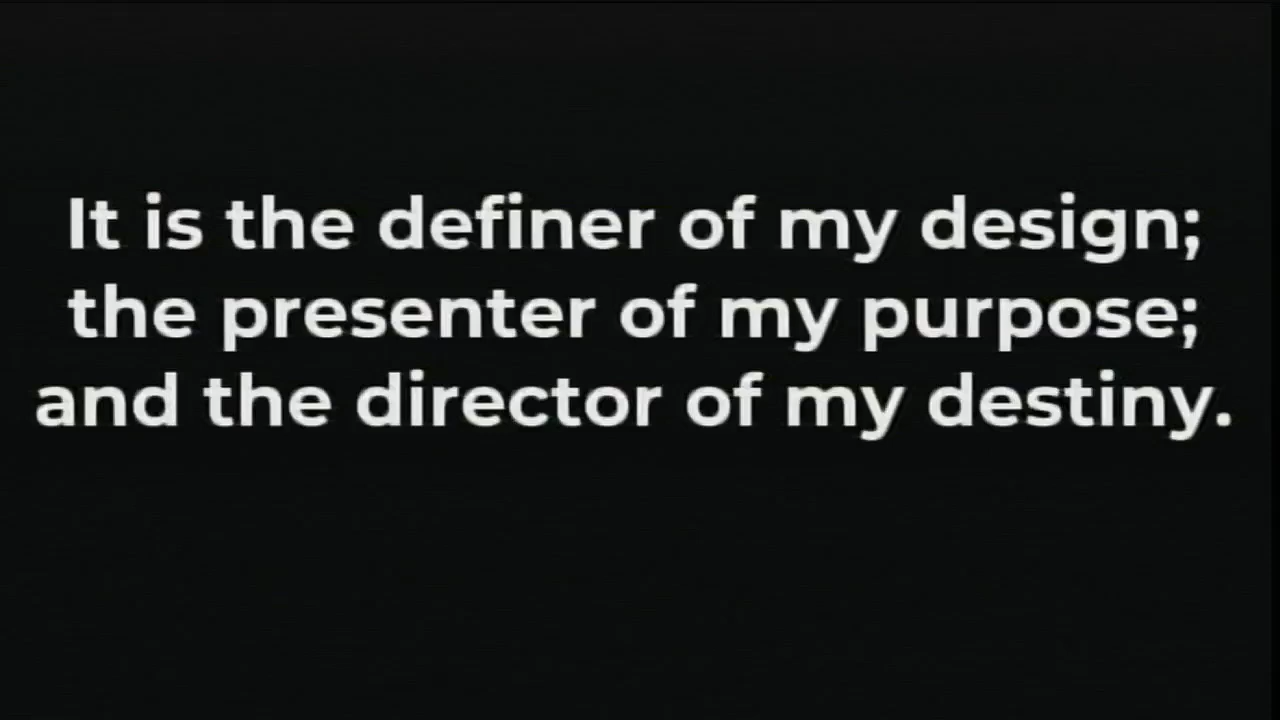 It is the definer of my design;
the presenter of my purpose;
and the director of my destiny.